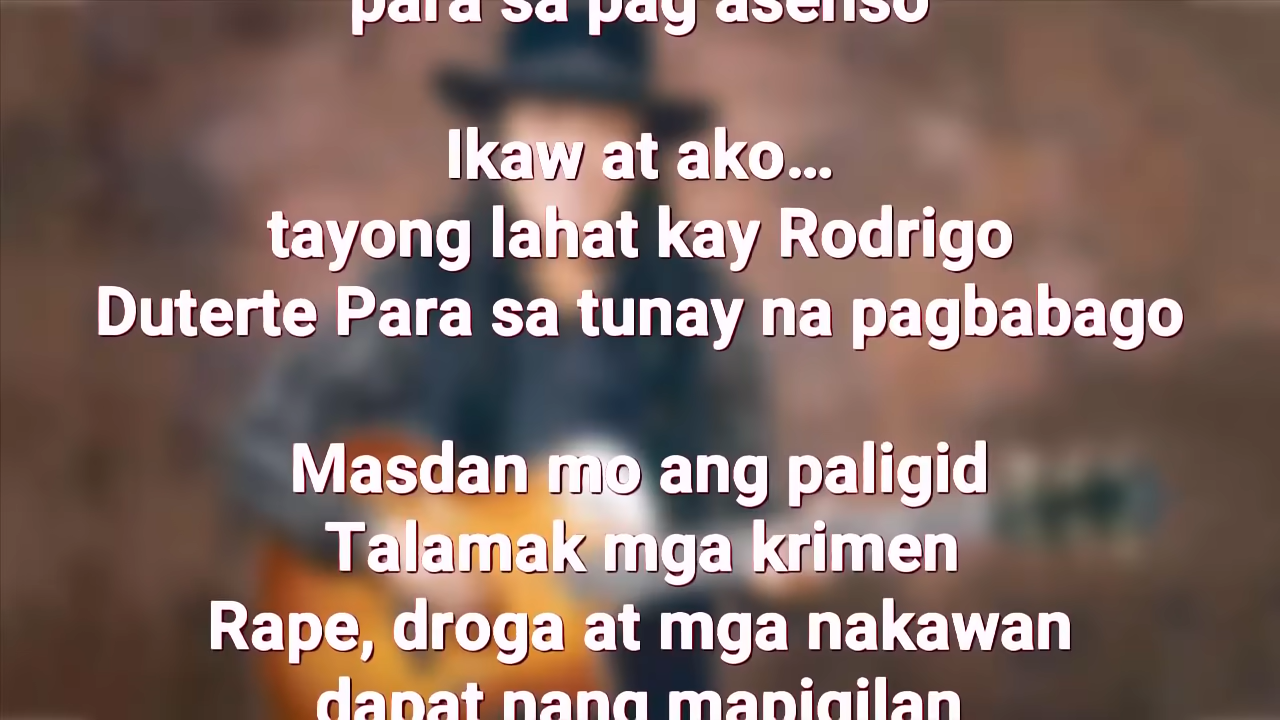 para sa pag asenso
Ikaw at ako...
tayong lahat kay Rodrigo
Duterte Para sa tunay na pagbabago
Masdan mo ang paligid
Talamak mga krimen
Rape, droga at mga nakawan
dapat nang mapigilan